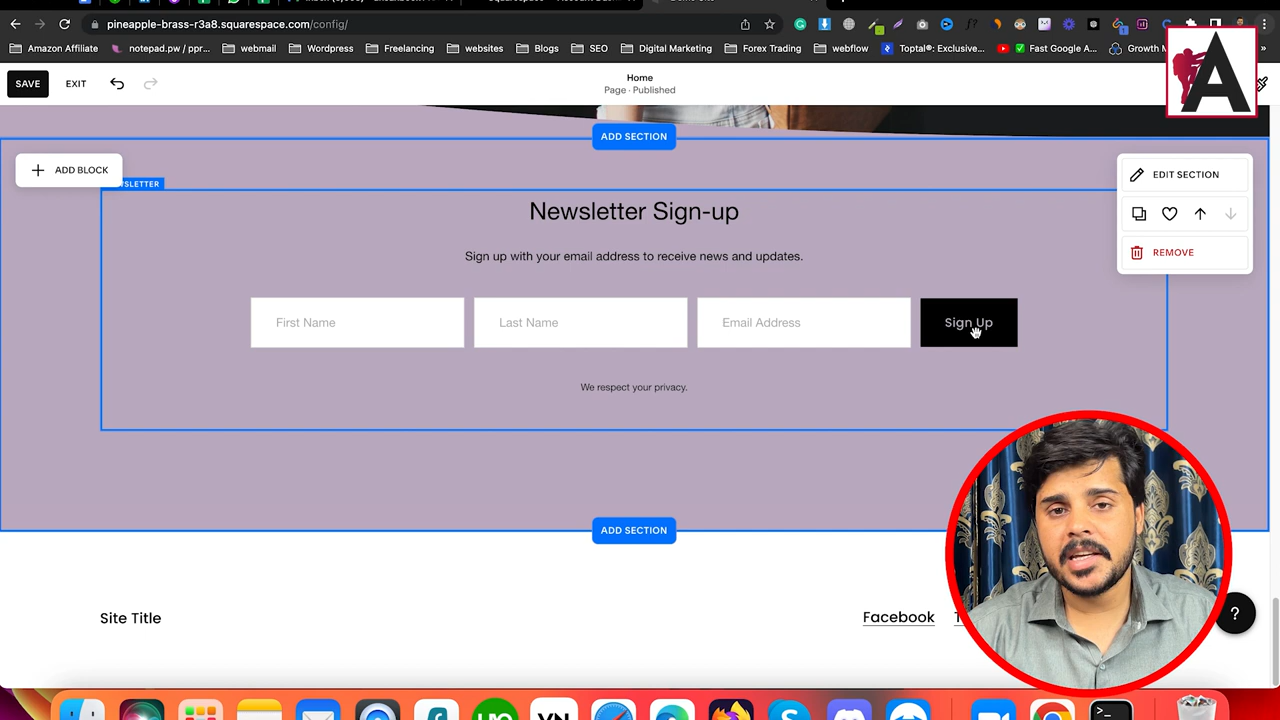 pineapple-brass-r3a8.squarespace.com/config/
Amazon Affiliate
notepad.pw / ppr...
webmail
Wordpress
Freelancing
websites
Blogs
SEO
Digital Marketing
Forex Trading
webflow
Toptal®: Exclusive...
Fast Google A...
Growth M
»
A
SAVE
EXIT
Home
Page · Published
ADD SECTION
ADD BLOCK
SLETTER
EDIT SECTION
REMOVE
Newsletter Sign-up
Sign up with your email address to receive news and updates.
First Name
Last Name
Email Address
Sign Up
We respect your privacy.
ADD SECTION
Site Title
Facebook
?